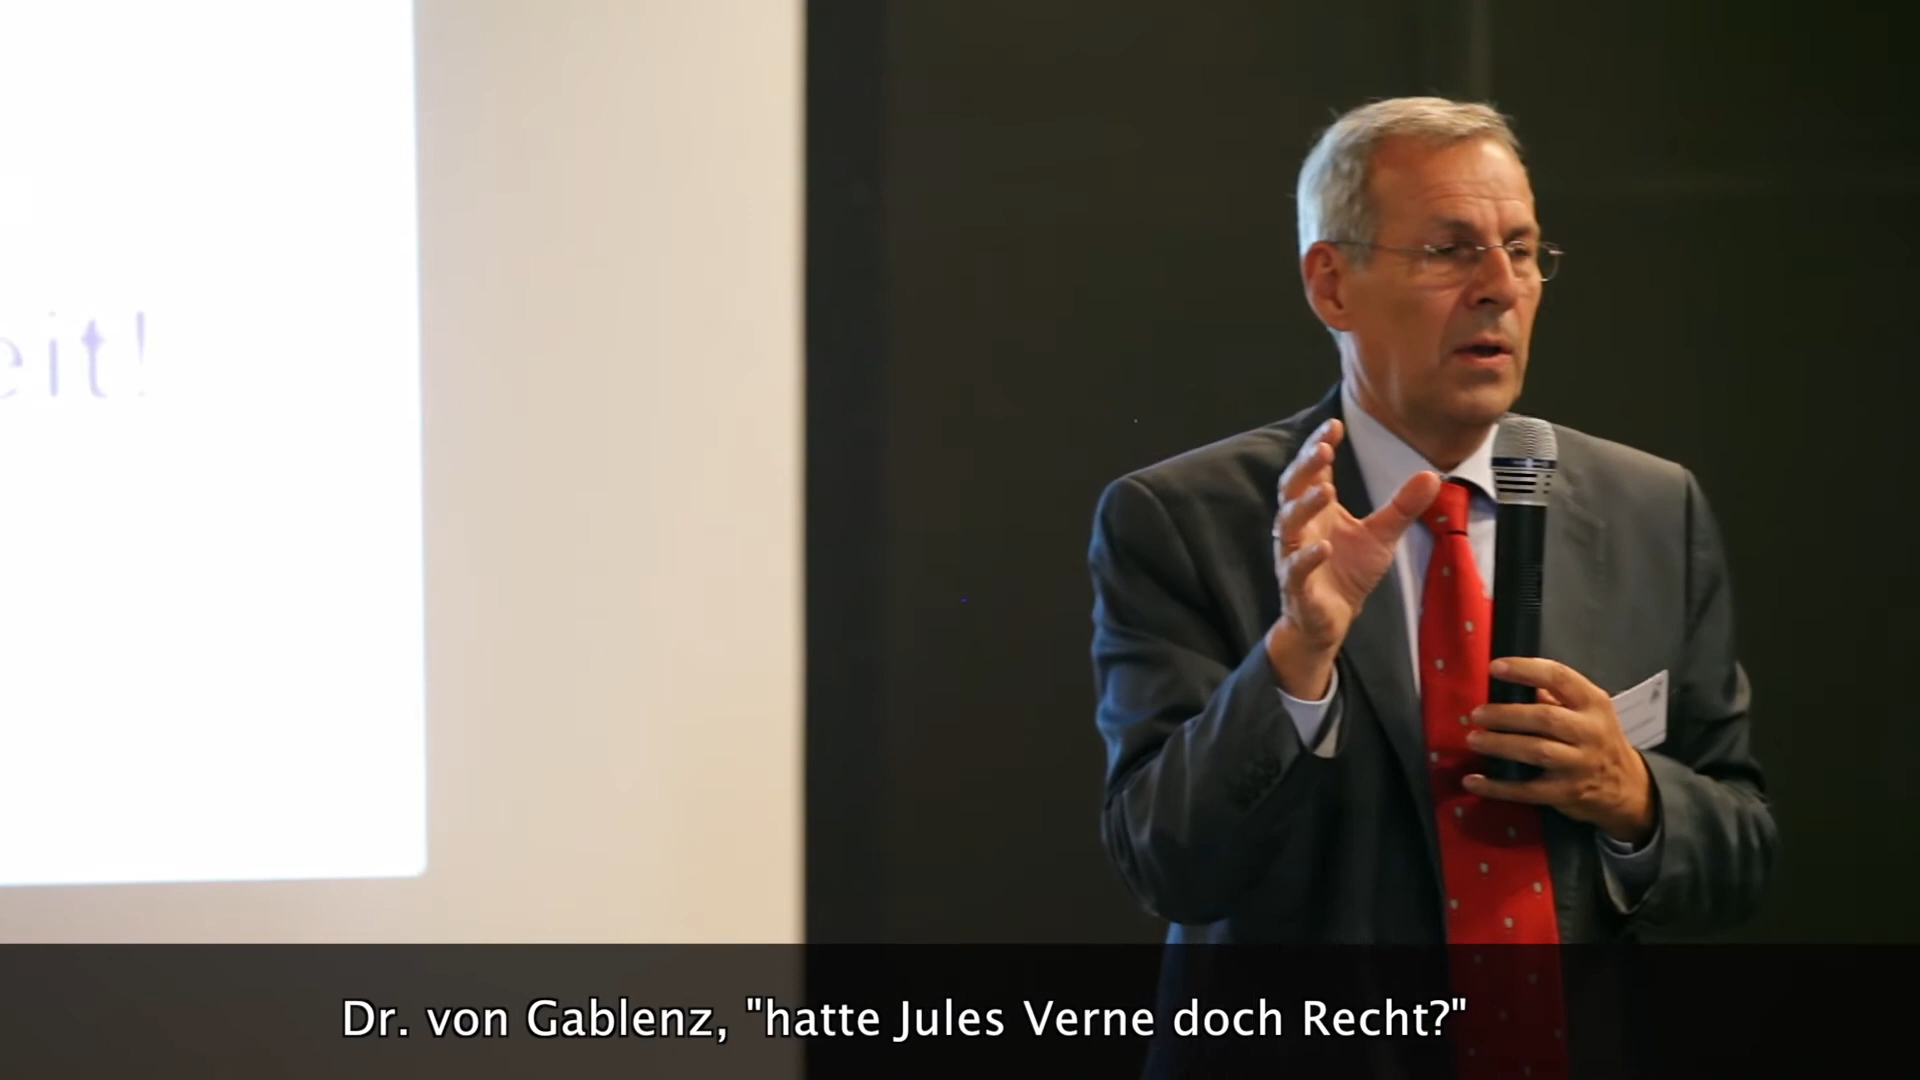 eit!
Dr. von Gablenz, "hatte Jules Verne doch Recht?"